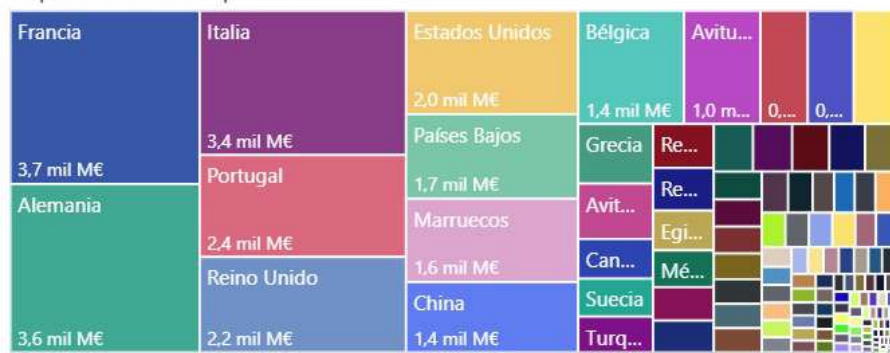 Francia
3,7 mil M€
Alemania
3,6 mil M€
Italia
3,4 mil M€
Portugal
2,4 mil M€
Reino Unido
2,2 mil M€
Estados Unidos
2,0 mil M€
Países Bajos
1,7 mil M€
Marruecos
1,6 mil M€
China
1,4 mil M€
Bélgica
1,4 mil M€
Avitu...
1,0 m...
0,...
0,...
Grecia
Avit...
Can...
Suecia
Turq...
Re...
Re...
Egi...
Mé...